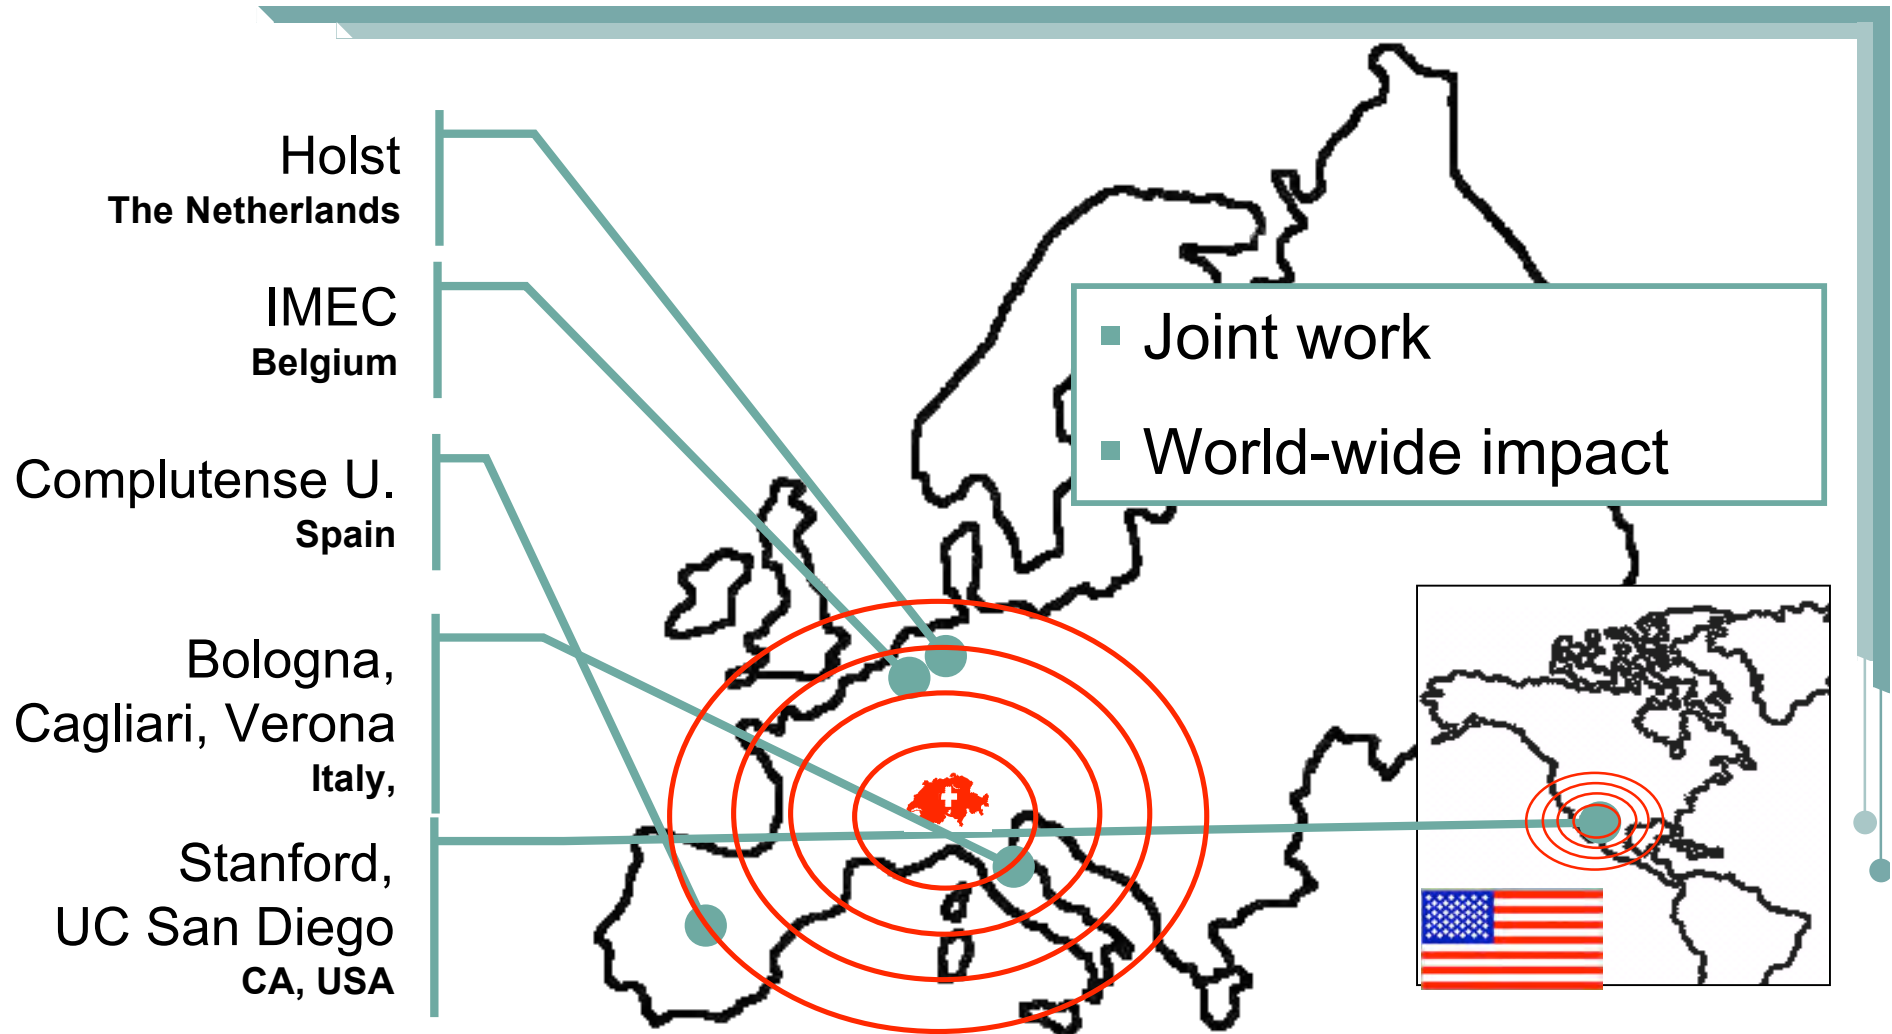 Holst
The Netherlands
IMEC
Belgium
Complutense U.
Spain
Bologna,
Cagliari, Verona
Italy,
Stanford,
UC San Diego
CA, USA
▪ Joint work
▪ World-wide impact